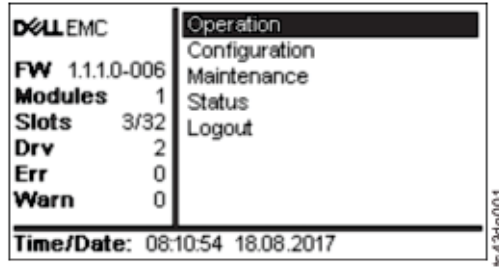 DELL EMC
FW 1.1.1.0-006
Modules 1
Slots 3/32
Drv 2
Err 0
Warn 0
Operation
Configuration
Maintenance
Status
Logout
Time/Date: 08:10:54 18.08.2017